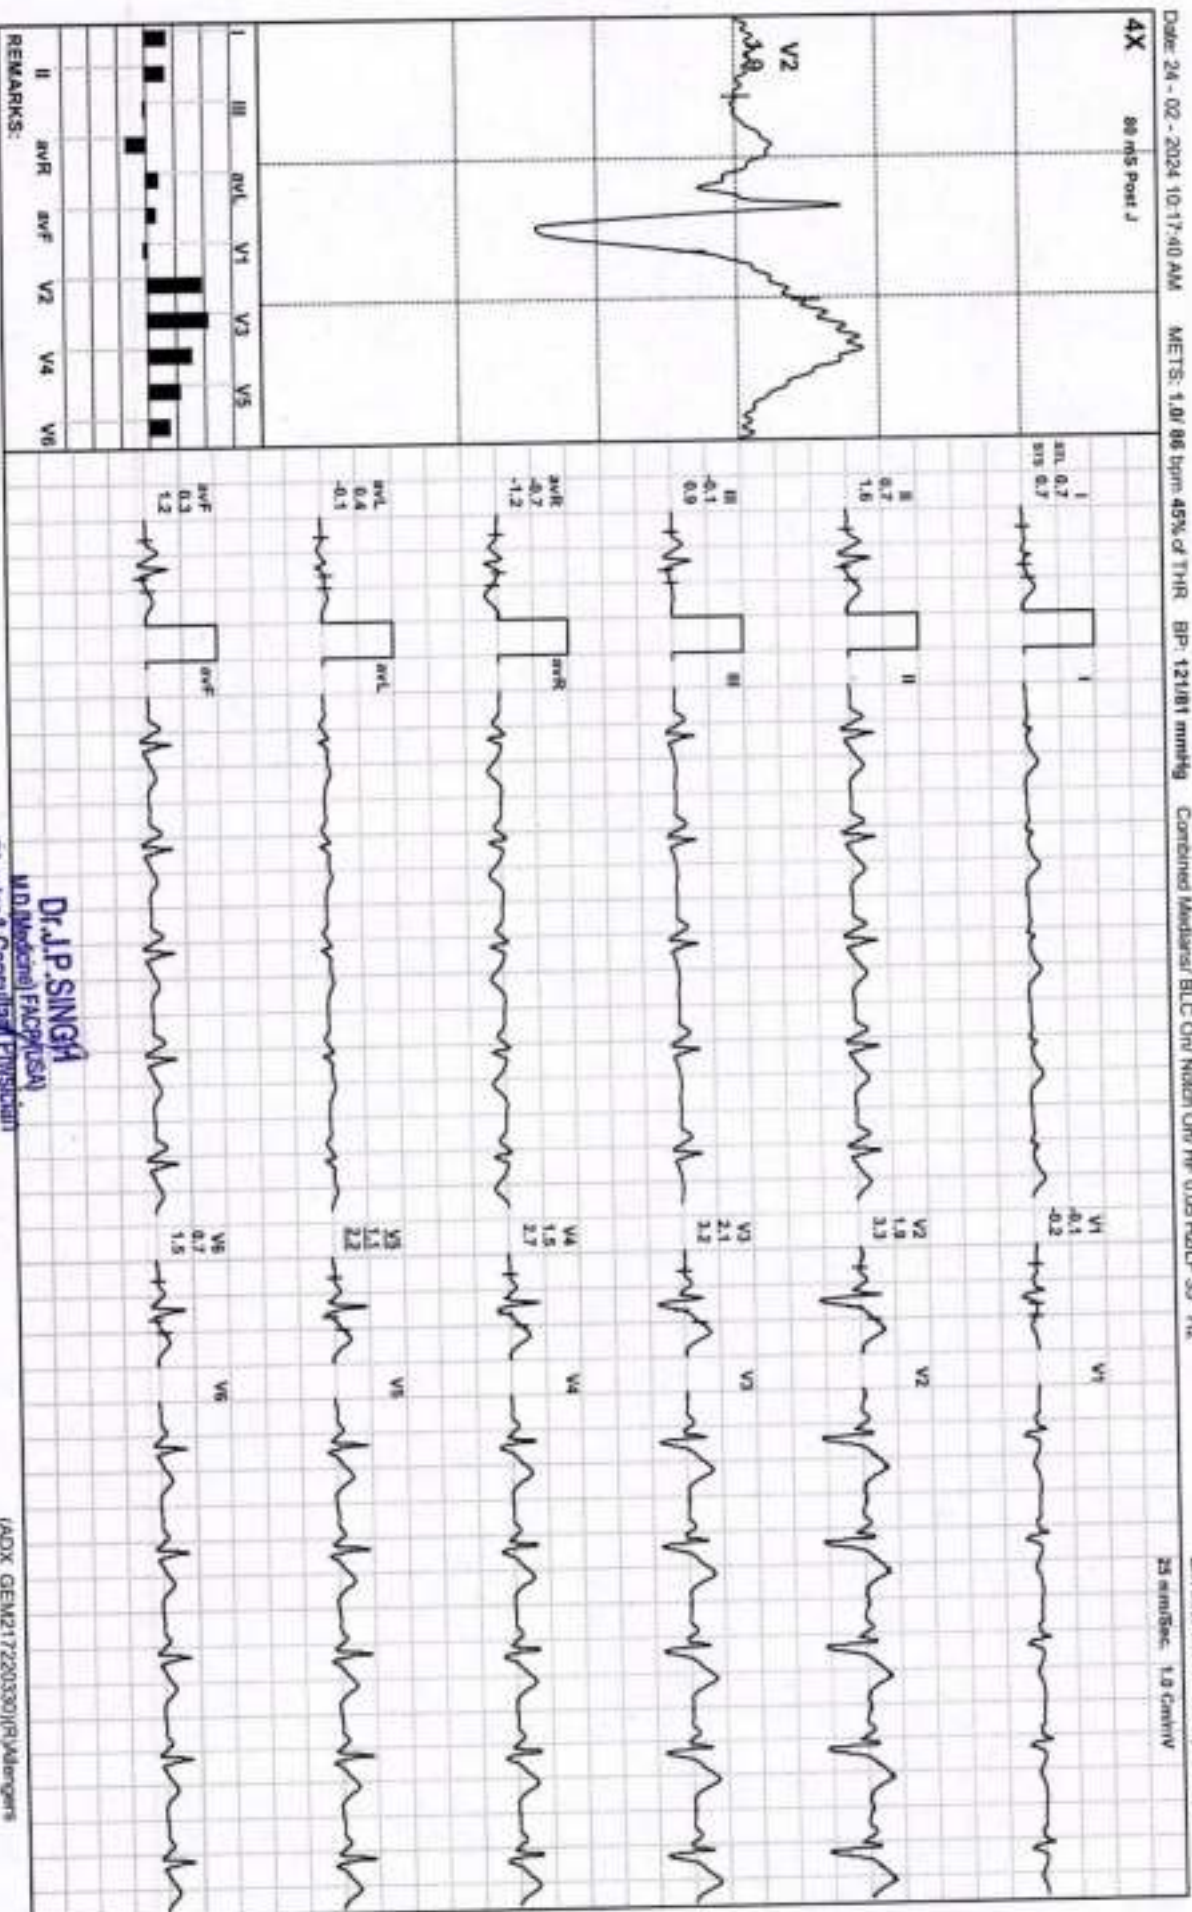 Date: 24 - 02 - 2024 10:17:40 AM METS: 1.0/ 86 bpm 45% of THR BP: 121/81 mmHg Combined Medians/ BLC On/ Notch On/ HF 0.05 Hz/LF 35 Hz
4X 80 mS Post J
25 mm/Sec. 1.0 Cm/mV
V2
1.9
I
STL 0.7
STS 0.7
I
V1
-0.1
-0.2
V1
II
0.7
1.6
II
V2
1.9
3.3
V2
III
-0.1
0.9
III
V3
2.1
3.2
V3
avR
-0.7
-1.2
avR
V4
1.5
2.7
V4
avL
0.4
-0.1
avL
V5
1.1
2.2
V5
avF
0.3
1.2
avF
V6
0.7
1.5
V6
I III avL V1 V3 V5
II avR avF V2 V4 V6
REMARKS:
Dr.J.P.SINGH
M.D.(Medicine) FACP(USA)
& Consultant Physician
(ADX_GEM217220330)(R)Allengers